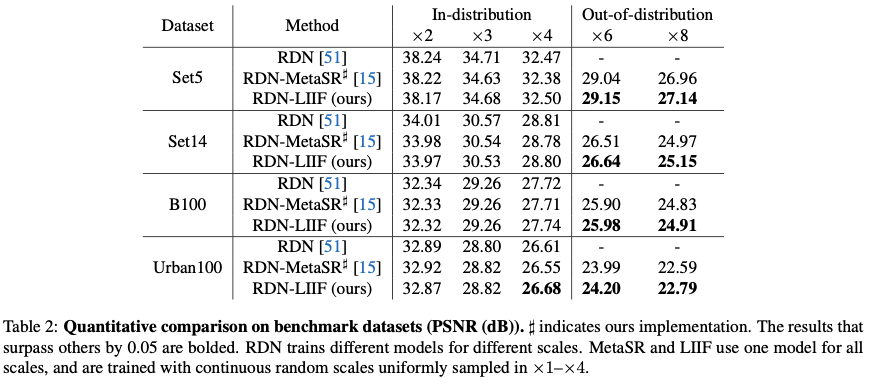 Dataset Method In-distribution Out-of-distribution
×2 ×3 ×4 ×6 ×8
Set5 RDN [51] 38.24 34.71 32.47 - -
RDN-MetaSR♯ [15] 38.22 34.63 32.38 29.04 26.96
RDN-LIIF (ours) 38.17 34.68 32.50 29.15 27.14
Set14 RDN [51] 34.01 30.57 28.81 - -
RDN-MetaSR♯ [15] 33.98 30.54 28.78 26.51 24.97
RDN-LIIF (ours) 33.97 30.53 28.80 26.64 25.15
B100 RDN [51] 32.34 29.26 27.72 - -
RDN-MetaSR♯ [15] 32.33 29.26 27.71 25.90 24.83
RDN-LIIF (ours) 32.32 29.26 27.74 25.98 24.91
Urban100 RDN [51] 32.89 28.80 26.61 - -
RDN-MetaSR♯ [15] 32.92 28.82 26.55 23.99 22.59
RDN-LIIF (ours) 32.87 28.82 26.68 24.20 22.79
Table 2: Quantitative comparison on benchmark datasets (PSNR (dB)). ♯ indicates ours implementation. The results that
surpass others by 0.05 are bolded. RDN trains different models for different scales. MetaSR and LIIF use one model for all
scales, and are trained with continuous random scales uniformly sampled in ×1–×4.